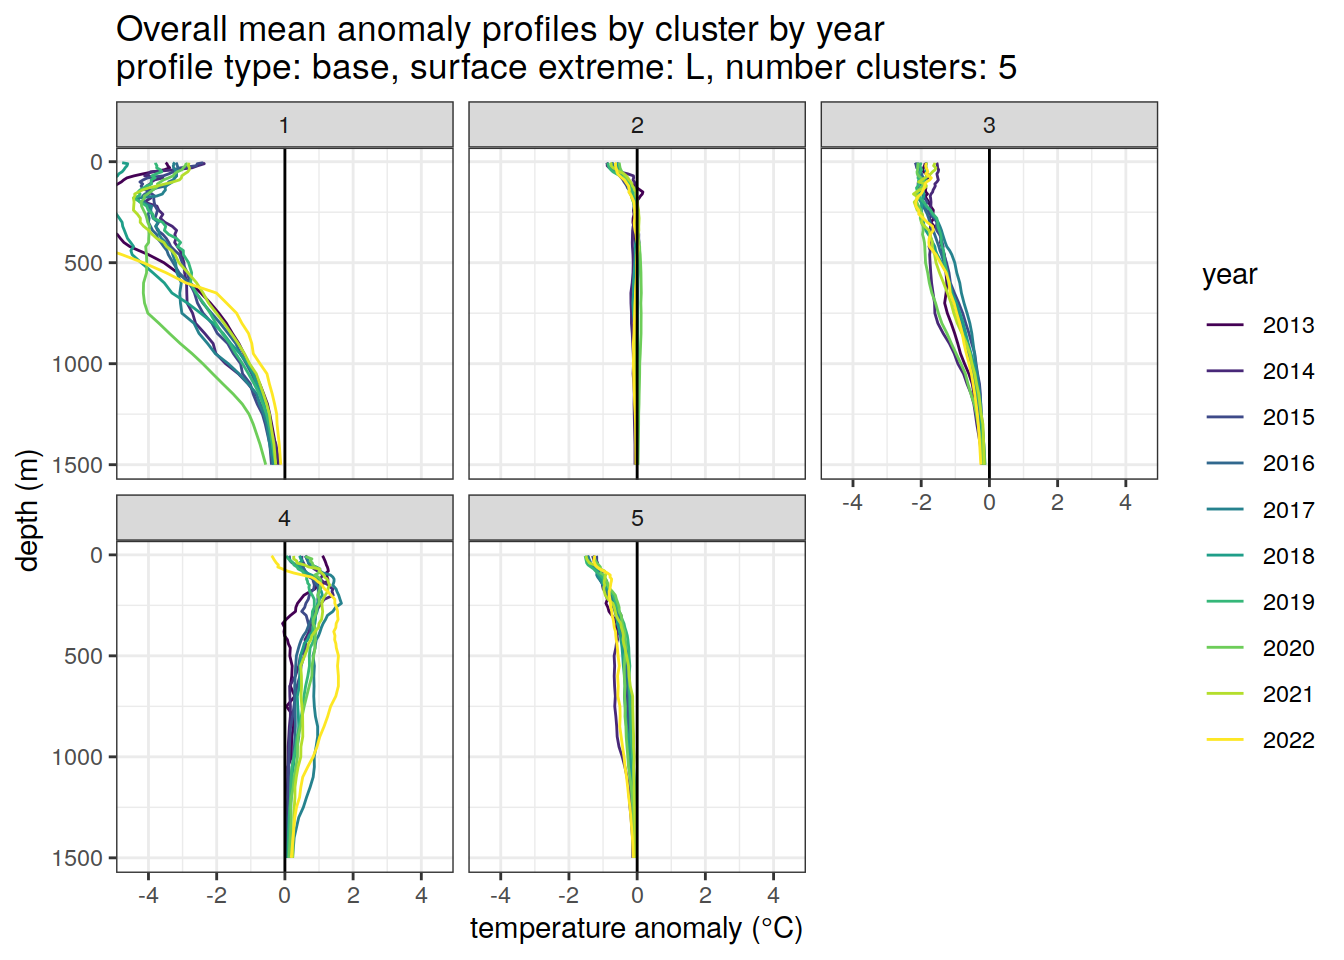 Overall mean anomaly profiles by cluster by year
profile type: base, surface extreme: L, number clusters: 5
1
2
3
0
500
1000
1500
-4 -2 0 2 4
4
5
0
500
1000
1500
-4 -2 0 2 4
-4 -2 0 2 4
temperature anomaly (°C)
depth (m)
year
2013
2014
2015
2016
2017
2018
2019
2020
2021
2022